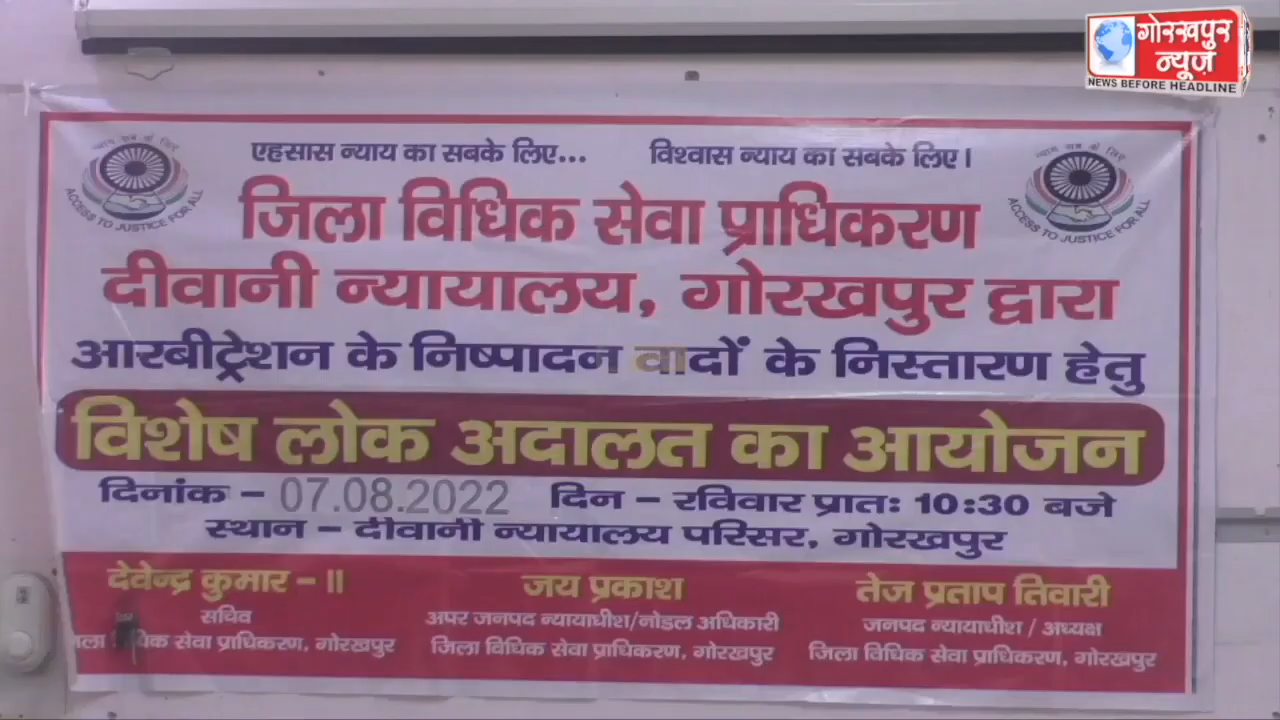 गोरखपुर
न्यूज़
NEWS BEFORE HEADLINE
एहसास न्याय का सबके लिए... विश्वास न्याय का सबके लिए।
न्याय सब के लिए
ACCESS TO JUSTICE FOR ALL
न्याय सब के लिए
ACCESS TO JUSTICE FOR ALL
जिला विधिक सेवा प्राधिकरण
दीवानी न्यायालय, गोरखपुर द्वारा
आरबीट्रेशन के निष्पादन वादों के निस्तारण हेतु
विशेष लोक अदालत का आयोजन
दिनांक – 07.08.2022 दिन – रविवार प्रातः 10:30 बजे
स्थान – दीवानी न्यायालय परिसर, गोरखपुर
देवेन्द्र कुमार – II
सचिव
विधिक सेवा प्राधिकरण, गोरखपुर
जय प्रकाश
अपर जनपद न्यायाधीश/नोडल अधिकारी
जिला विधिक सेवा प्राधिकरण, गोरखपुर
तेज प्रताप तिवारी
जनपद न्यायाधीश / अध्यक्ष
जिला विधिक सेवा प्राधिकरण, गोरखपुर